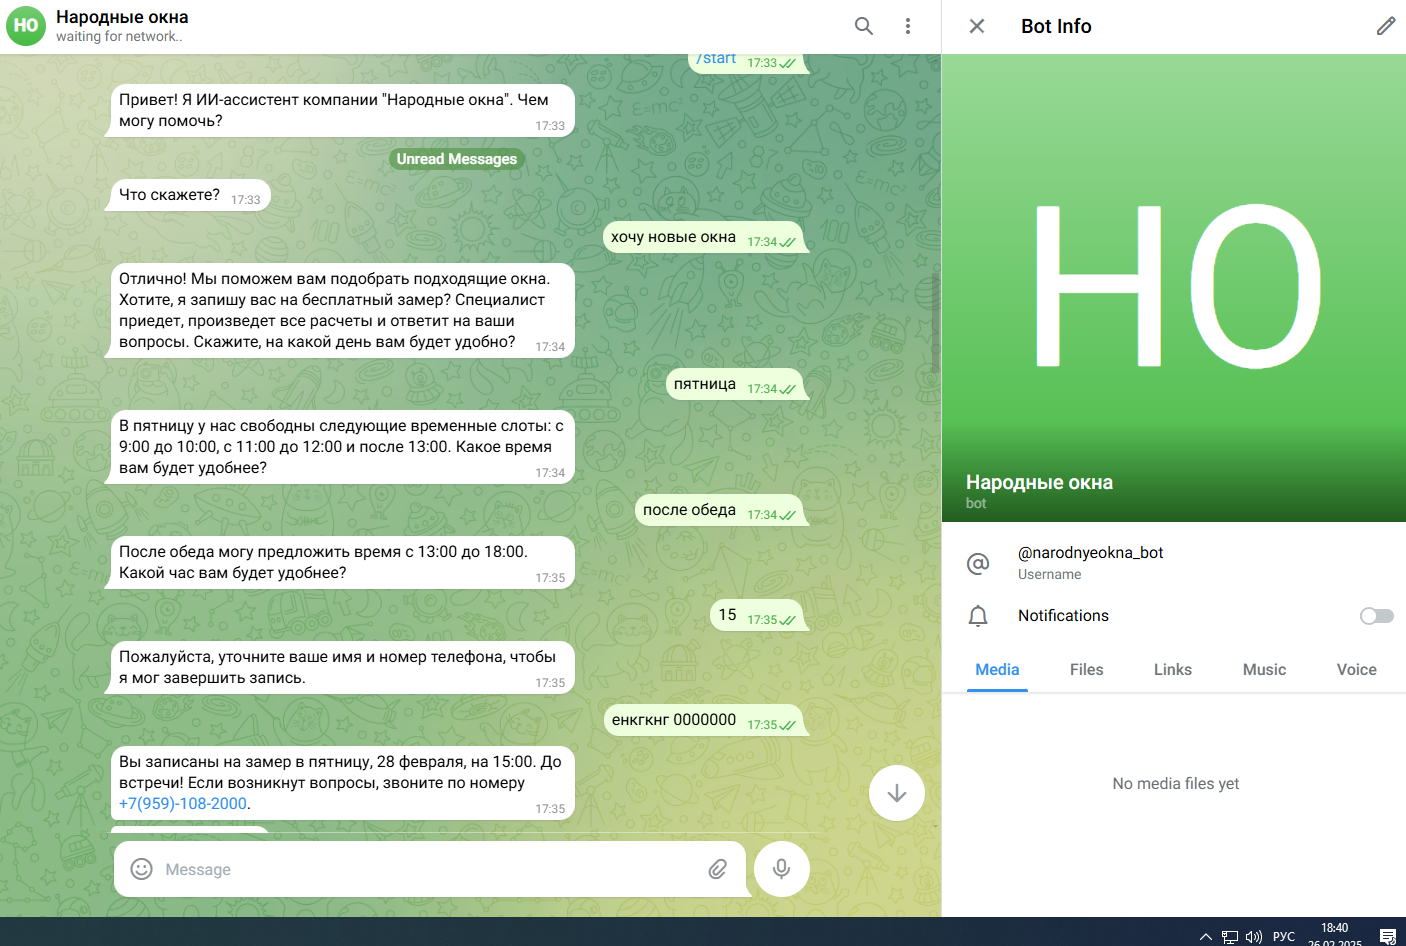 НО
Народные окна
waiting for network..
/start 17:33
Привет! Я ИИ-ассистент компании "Народные окна". Чем
могу помочь?
17:33
Unread Messages
Что скажете? 17:33
хочу новые окна 17:34
Отлично! Мы поможем вам подобрать подходящие окна.
Хотите, я запишу вас на бесплатный замер? Специалист
приедет, произведет все расчеты и ответит на ваши
вопросы. Скажите, на какой день вам будет удобно? 17:34
пятница 17:34
В пятницу у нас свободны следующие временные слоты: с
9:00 до 10:00, с 11:00 до 12:00 и после 13:00. Какое время
вам будет удобнее? 17:34
после обеда 17:34
После обеда могу предложить время с 13:00 до 18:00.
Какой час вам будет удобнее? 17:35
15 17:35
Пожалуйста, уточните ваше имя и номер телефона, чтобы
я мог завершить запись. 17:35
енкгкнг 0000000 17:35
Вы записаны на замер в пятницу, 28 февраля, на 15:00. До
встречи! Если возникнут вопросы, звоните по номеру
+7(959)-108-2000. 17:35
Message
Bot Info
НО
Народные окна
bot
@narodnyeokna_bot
Username
Notifications
Media Files Links Music Voice
No media files yet
РУС
18:40
26.02.2025